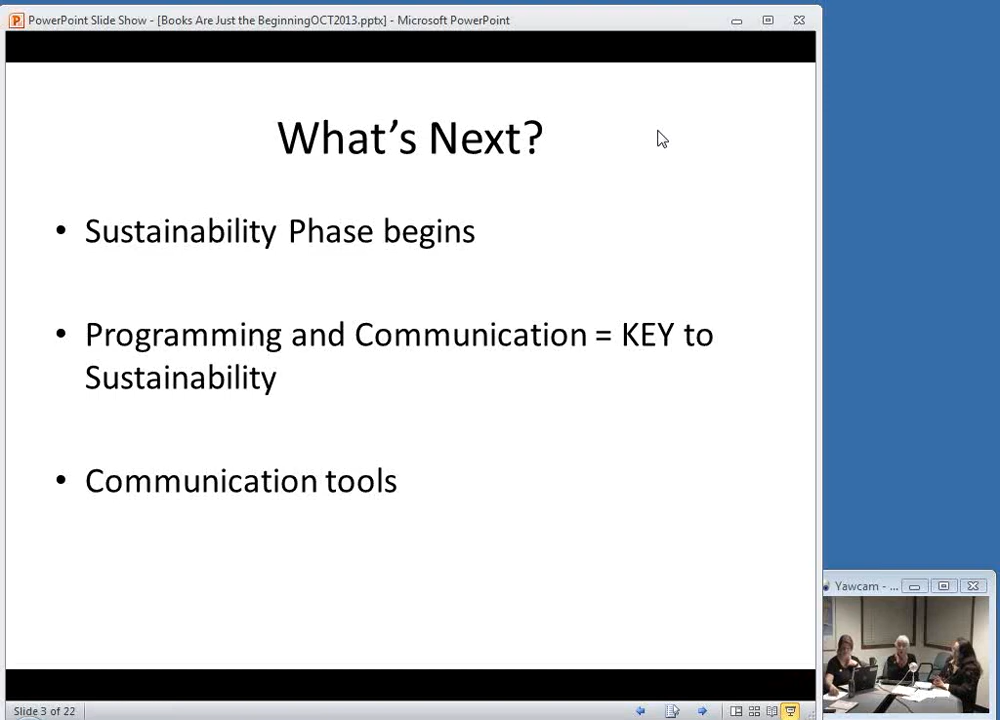 PowerPoint Slide Show - [Books Are Just the BeginningOCT2013.pptx] - Microsoft PowerPoint
What's Next?
• Sustainability Phase begins
• Programming and Communication = KEY to
Sustainability
• Communication tools
Yawcam - ...
Slide 3 of 22